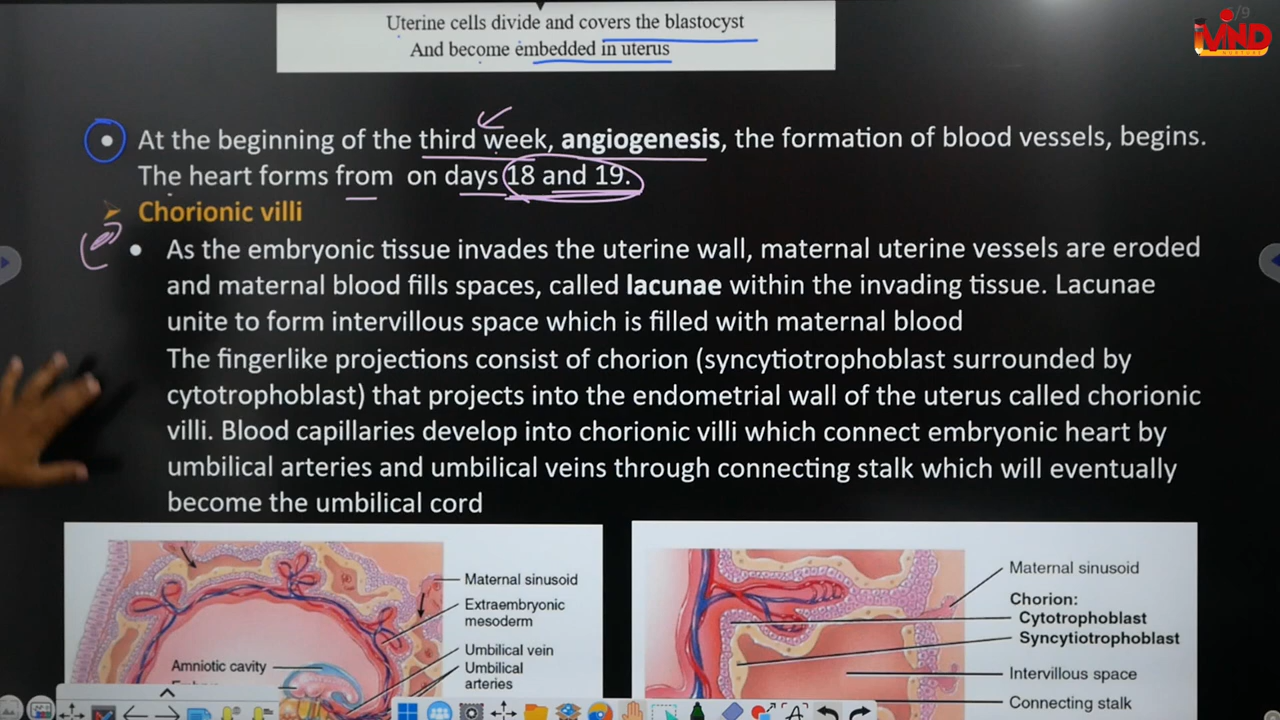 Uterine cells divide and covers the blastocyst
And become embedded in uterus
/9
MIND
• At the beginning of the third week, angiogenesis, the formation of blood vessels, begins.
The heart forms from on days 18 and 19.
➢ Chorionic villi
• As the embryonic tissue invades the uterine wall, maternal uterine vessels are eroded
and maternal blood fills spaces, called lacunae within the invading tissue. Lacunae
unite to form intervillous space which is filled with maternal blood
The fingerlike projections consist of chorion (syncytiotrophoblast surrounded by
cytotrophoblast) that projects into the endometrial wall of the uterus called chorionic
villi. Blood capillaries develop into chorionic villi which connect embryonic heart by
umbilical arteries and umbilical veins through connecting stalk which will eventually
become the umbilical cord
Maternal sinusoid
Extraembryonic
mesoderm
Umbilical vein
Umbilical
arteries
Amniotic cavity
Maternal sinusoid
Chorion:
Cytotrophoblast
Syncytiotrophoblast
Intervillous space
Connecting stalk